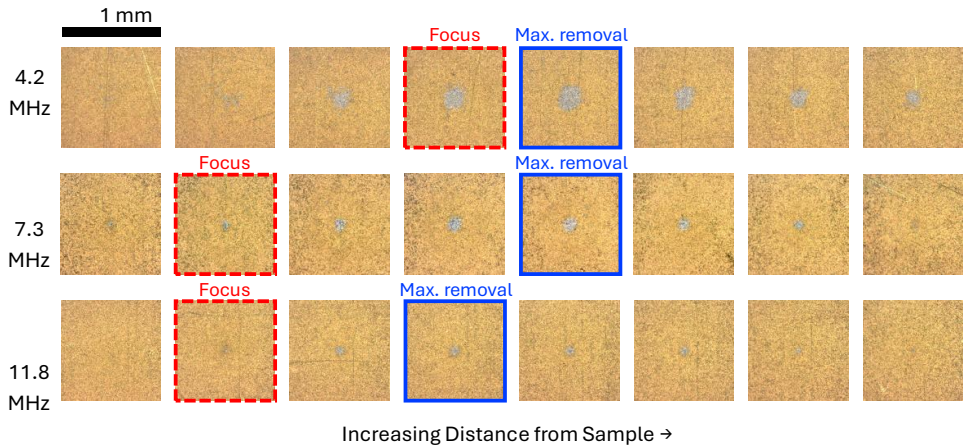 1 mm
Focus
Max. removal
4.2
MHz
Focus
Max. removal
7.3
MHz
Focus
Max. removal
11.8
MHz
Increasing Distance from Sample →